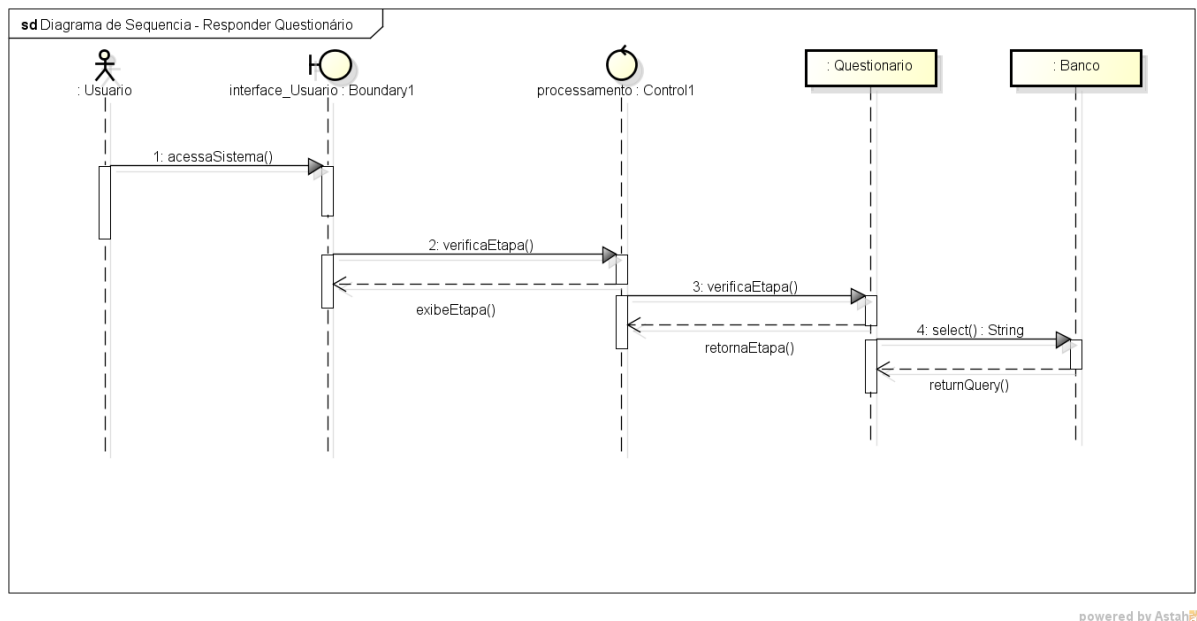 sd Diagrama de Sequencia - Responder Questionário
: Usuario
interface_Usuario : Boundary1
processamento : Control1
: Questionario
: Banco
1: acessaSistema()
2: verificaEtapa()
exibeEtapa()
3: verificaEtapa()
retornaEtapa()
4: select() : String
returnQuery()
powered by Astah